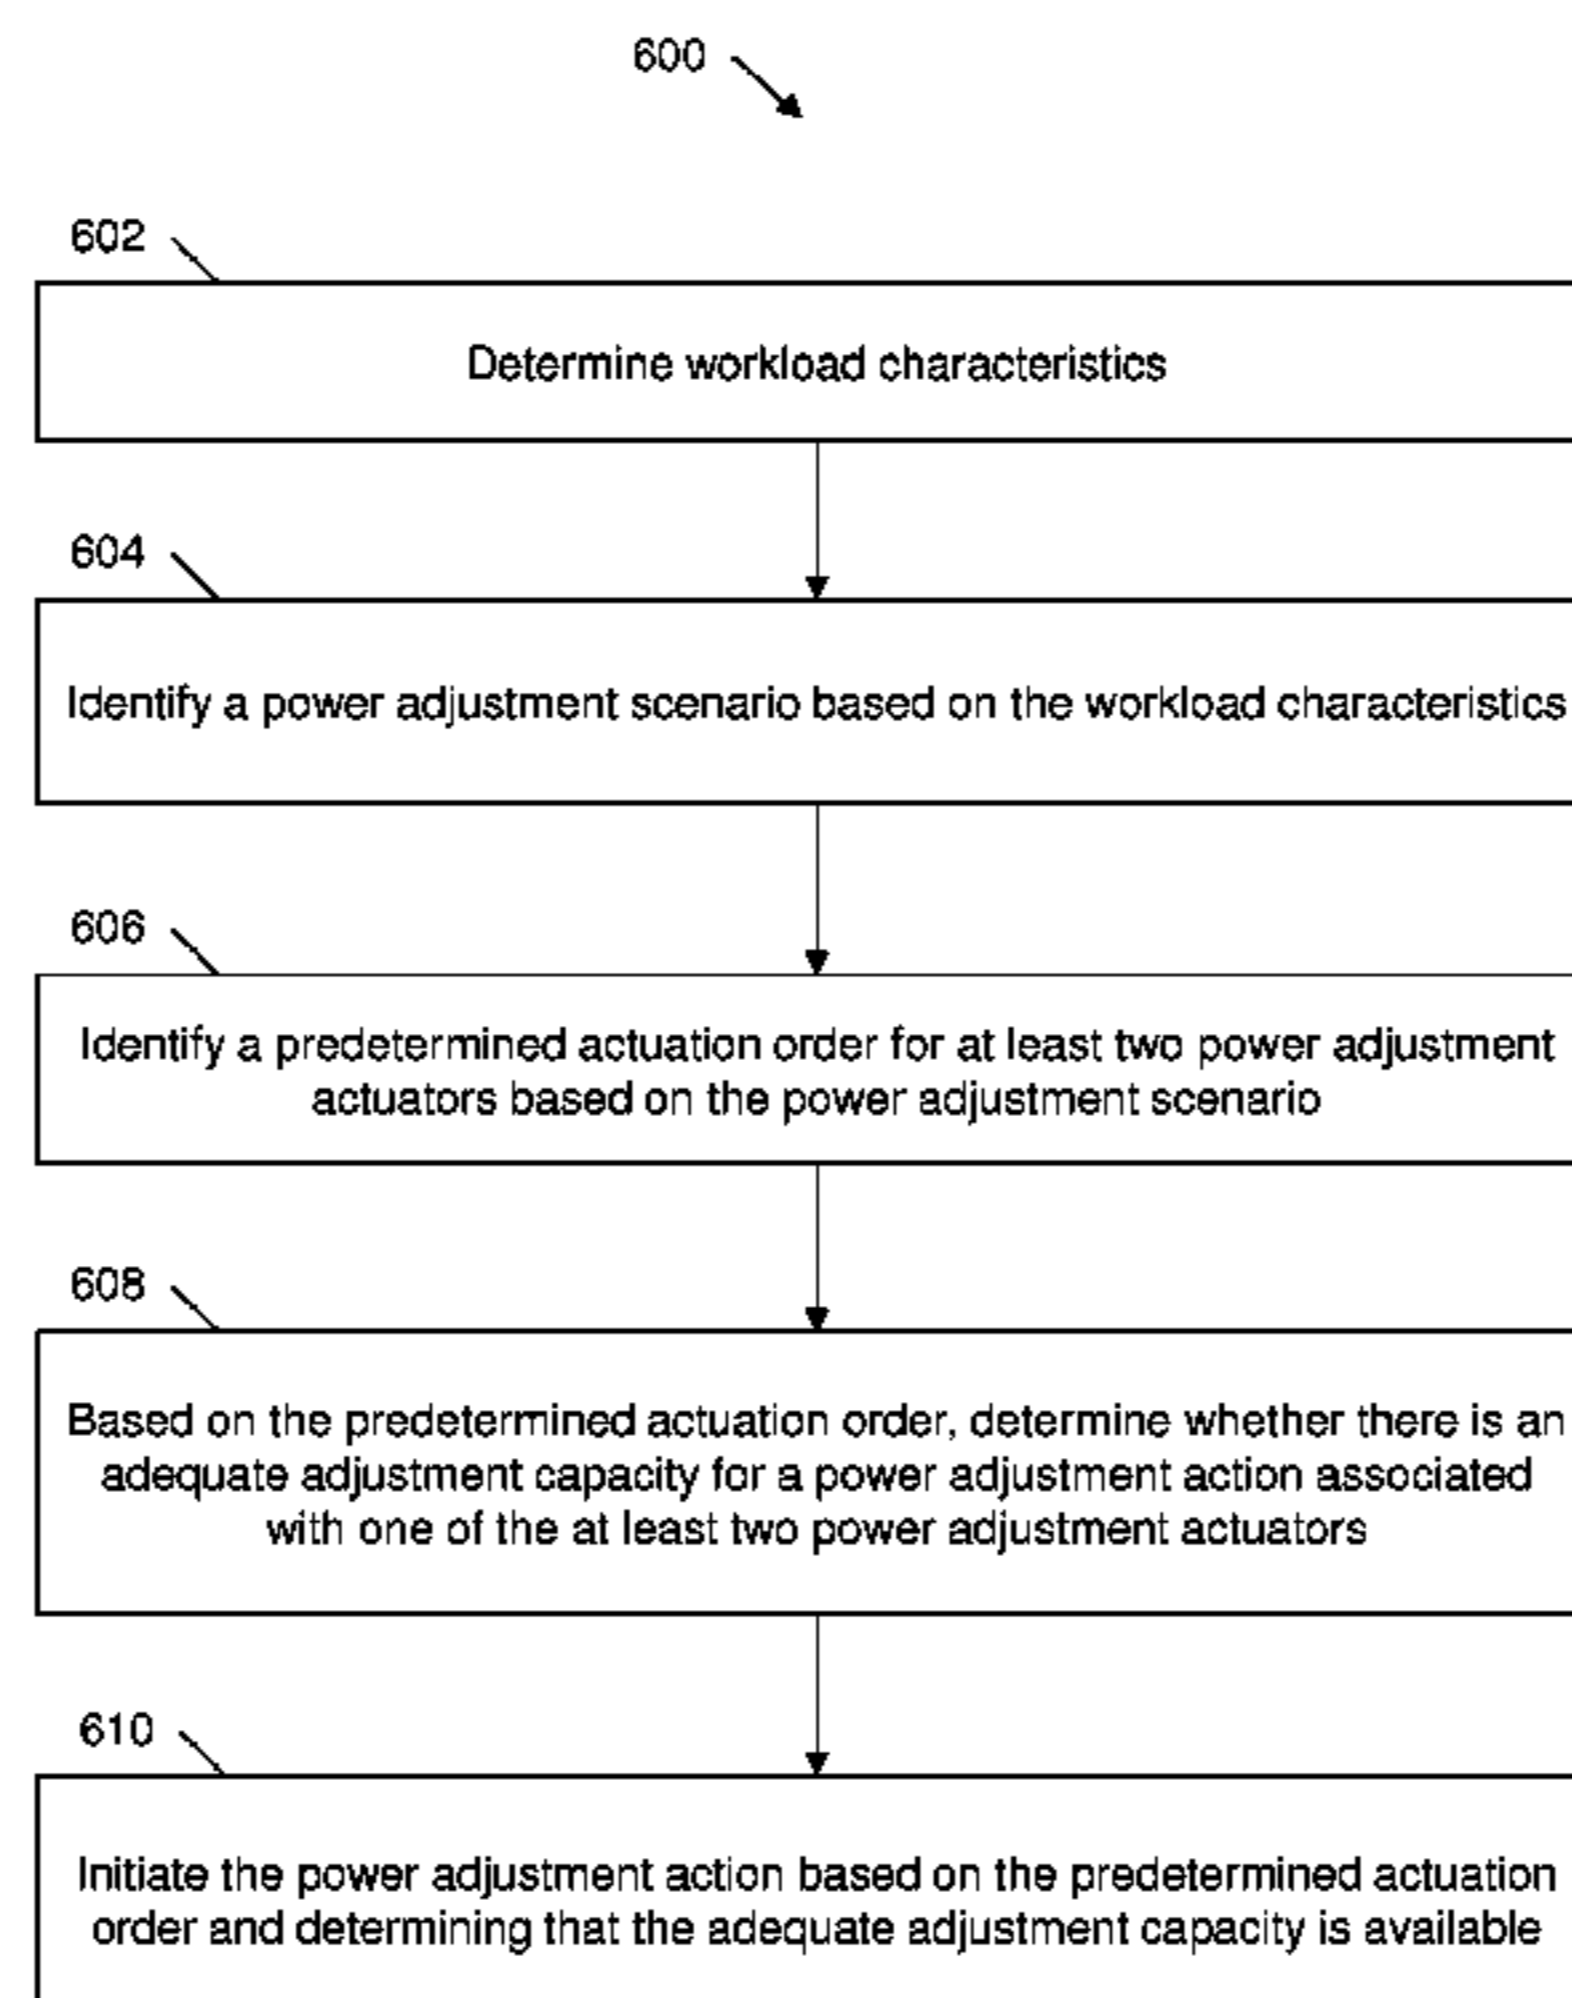 600
602
Determine workload characteristics
604
Identify a power adjustment scenario based on the workload characteristics
606
Identify a predetermined actuation order for at least two power adjustment
actuators based on the power adjustment scenario
608
Based on the predetermined actuation order, determine whether there is an
adequate adjustment capacity for a power adjustment action associated
with one of the at least two power adjustment actuators
610
Initiate the power adjustment action based on the predetermined actuation
order and determining that the adequate adjustment capacity is available